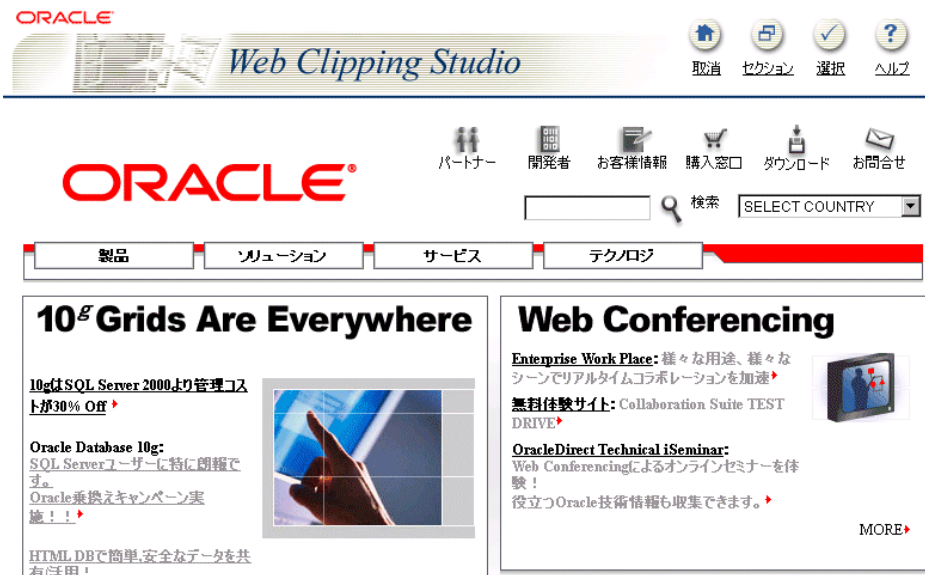 ORACLE
Web Clipping Studio
取消 セクション 選択 ヘルプ
パートナー 開発者 お客様情報 購入窓口 ダウンロード お問合せ
ORACLE®
検索 SELECT COUNTRY
製品 ソリューション サービス テクノロジ
10g Grids Are Everywhere
10gはSQL Server 2000より管理コス
トが30% Off
Oracle Database 10g:
SQL Serverユーザーに特に朗報で
す。
Oracle乗換えキャンペーン実
施！！
HTML DBで簡単,安全なデータを共
有/活用！
Web Conferencing
Enterprise Work Place: 様々な用途、様々な
シーンでリアルタイムコラボレーションを加速
無料体験サイト: Collaboration Suite TEST
DRIVE
OracleDirect Technical iSeminar:
Web Conferencingによるオンラインセミナーを体
験！
役立つOracle技術情報も収集できます。
MORE